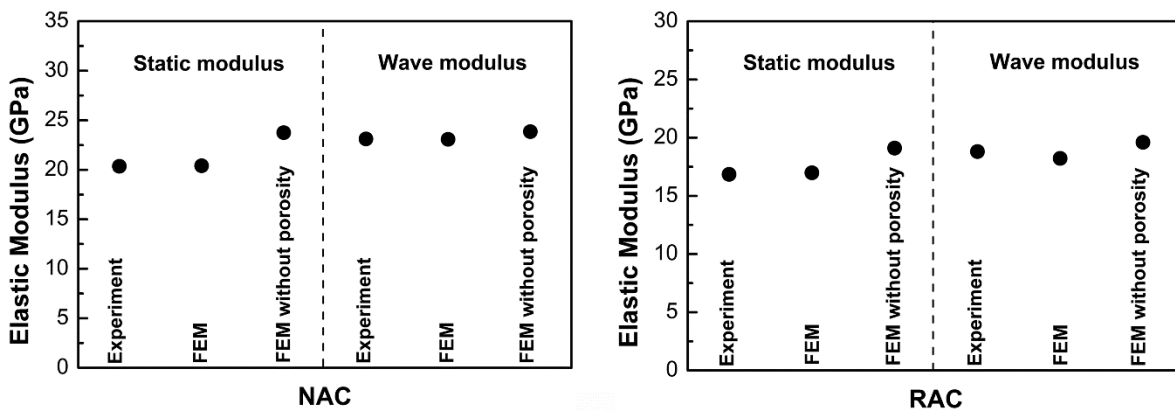 Elastic Modulus (GPa)
35
30
25
20
15
10
5
0
Static modulus
Wave modulus
Experiment
FEM
FEM without porosity
Experiment
FEM
FEM without porosity
NAC
Elastic Modulus (GPa)
30
25
20
15
10
5
0
Static modulus
Wave modulus
Experiment
FEM
FEM without porosity
Experiment
FEM
FEM without porosity
RAC